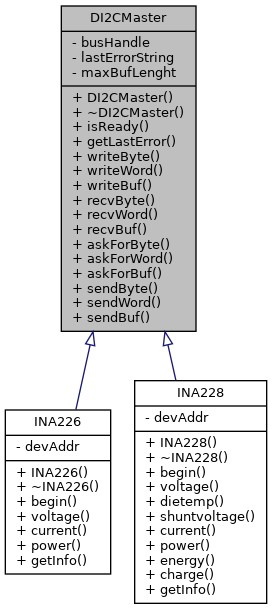 DI2CMaster
- busHandle
- lastErrorString
- maxBufLenght
+ DI2CMaster()
+ ~DI2CMaster()
+ isReady()
+ getLastError()
+ writeByte()
+ writeWord()
+ writeBuf()
+ recvByte()
+ recvWord()
+ recvBuf()
+ askForByte()
+ askForWord()
+ askForBuf()
+ sendByte()
+ sendWord()
+ sendBuf()
INA226
- devAddr
+ INA226()
+ ~INA226()
+ begin()
+ voltage()
+ current()
+ power()
+ getInfo()
INA228
- devAddr
+ INA228()
+ ~INA228()
+ begin()
+ voltage()
+ dietemp()
+ shuntvoltage()
+ current()
+ power()
+ energy()
+ charge()
+ getInfo()